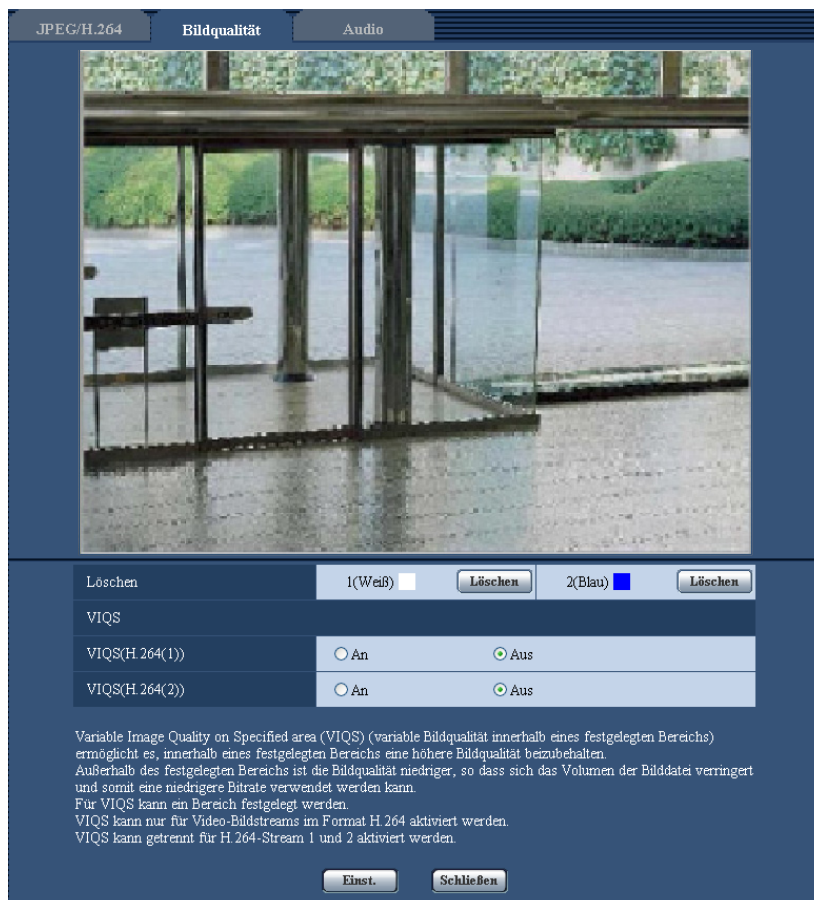 JPEG/H.264 Bildqualität Audio
Löschen 1(Weiß) Löschen 2(Blau) Löschen
VIQS
VIQS(H.264(1)) An Aus
VIQS(H.264(2)) An Aus
Variable Image Quality on Specified area (VIQS) (variable Bildqualität innerhalb eines festgelegten Bereichs)
ermöglicht es, innerhalb eines festgelegten Bereichs eine höhere Bildqualität beizubehalten.
Außerhalb des festgelegten Bereichs ist die Bildqualität niedriger, so dass sich das Volumen der Bilddatei verringert
und somit eine niedrigere Bitrate verwendet werden kann.
Für VIQS kann ein Bereich festgelegt werden.
VIQS kann nur für Video-Bildstreams im Format H.264 aktiviert werden.
VIQS kann getrennt für H.264-Stream 1 und 2 aktiviert werden.
Einst. Schließen